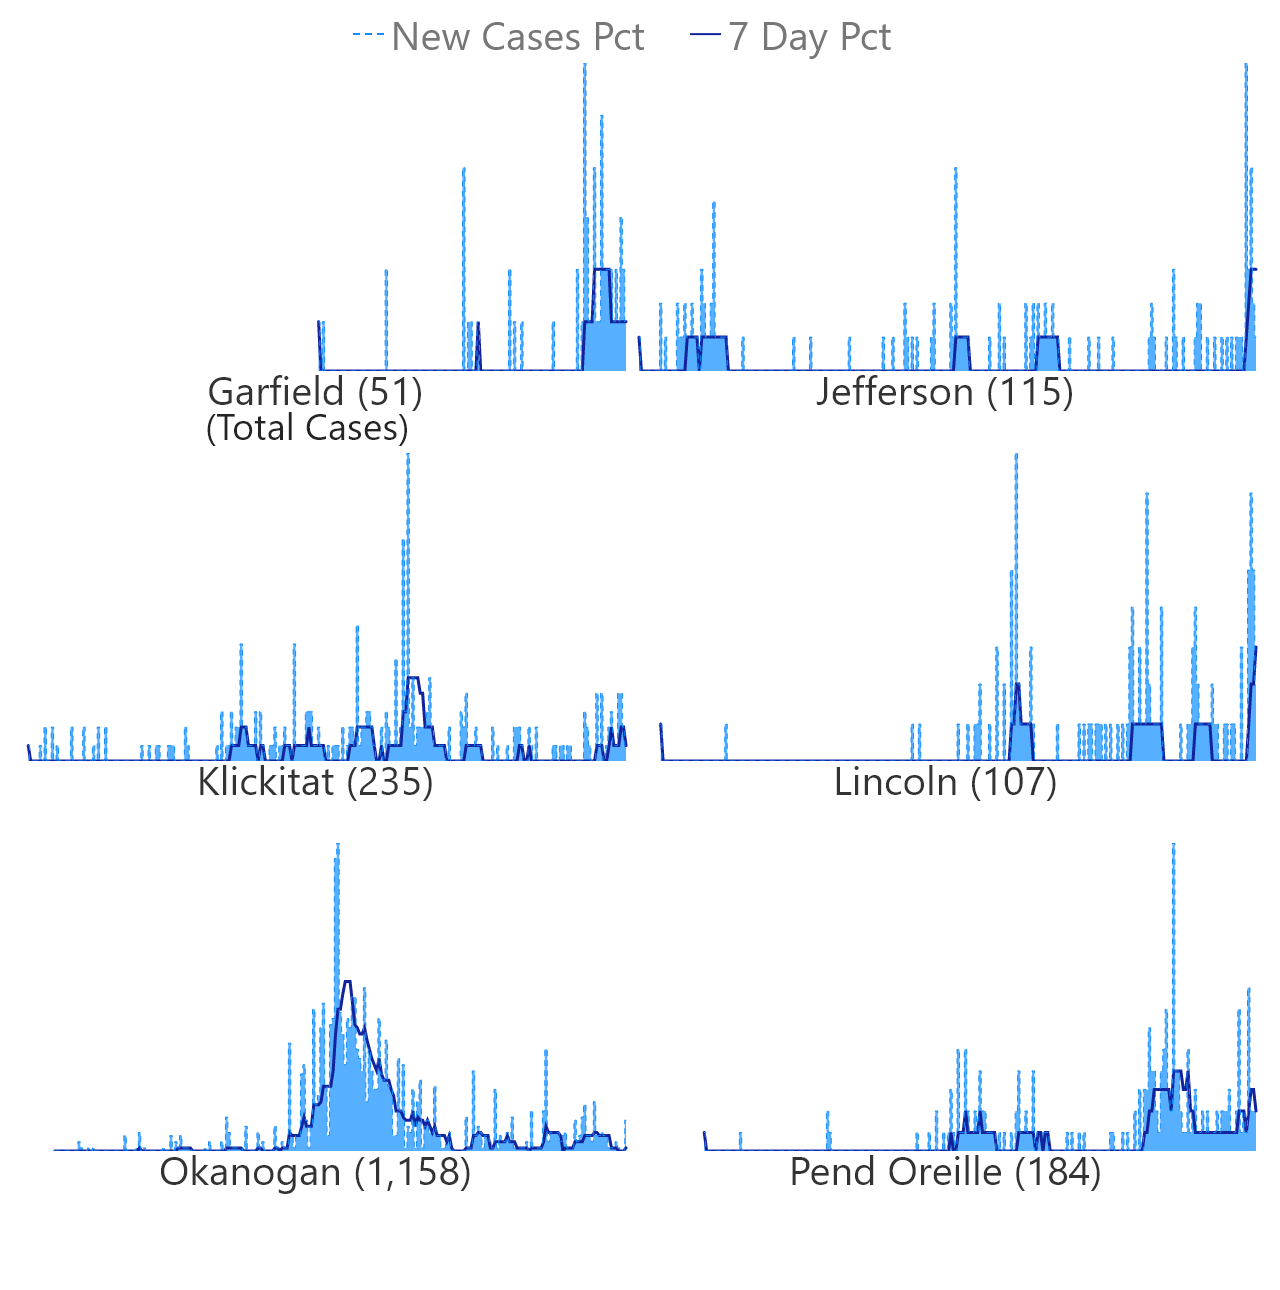 New Cases Pct 7 Day Pct
Garfield (51) Jefferson (115)
(Total Cases)
Klickitat (235) Lincoln (107)
Okanogan (1,158) Pend Oreille (184)